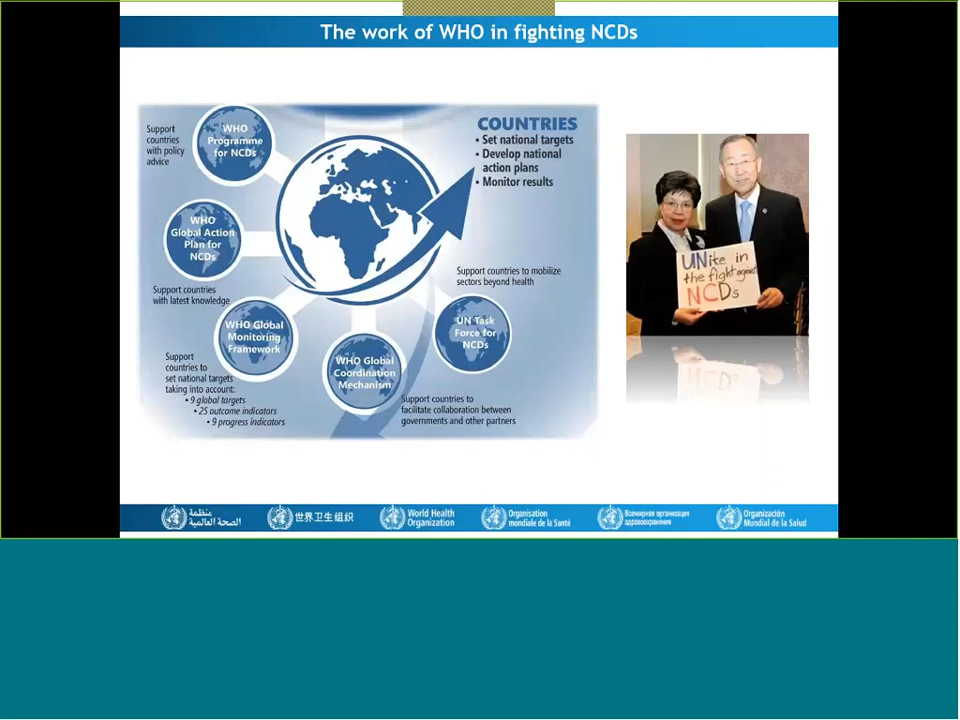 The work of WHO in fighting NCDs
Support
countries
with policy
advice
WHO
Programme
for NCDs
COUNTRIES
• Set national targets
• Develop national
action plans
• Monitor results
WHO
Global Action
Plan for
NCDs
Support countries
with latest knowledge
WHO Global
Monitoring
Framework
Support
countries to
set national targets
taking into account:
• 9 global targets
• 25 outcome indicators
• 9 progress indicators
WHO Global
Coordination
Mechanism
Support countries to
facilitate collaboration between
governments and other partners
Support countries to mobilize
sectors beyond health
UN Task
Force for
NCDs
UNite in
the fight against
NCDs
منظمة
الصحة العالمية
世界卫生组织
World Health
Organization
Organisation
mondiale de la Santé
Всемирная организация
здравоохранения
Organización
Mundial de la Salud